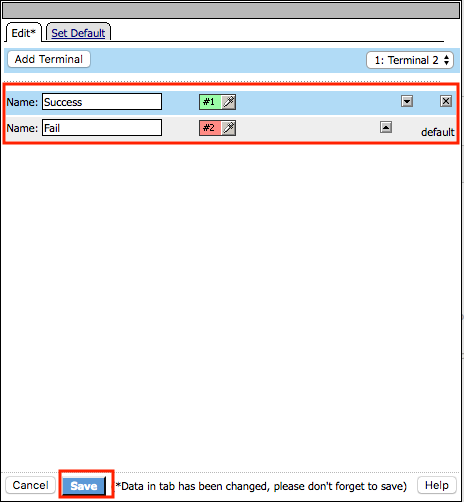 Edit* Set Default
Add Terminal 1: Terminal 2
Name: Success #1
Name: Fail #2 default
Cancel Save *Data in tab has been changed, please don't forget to save) Help